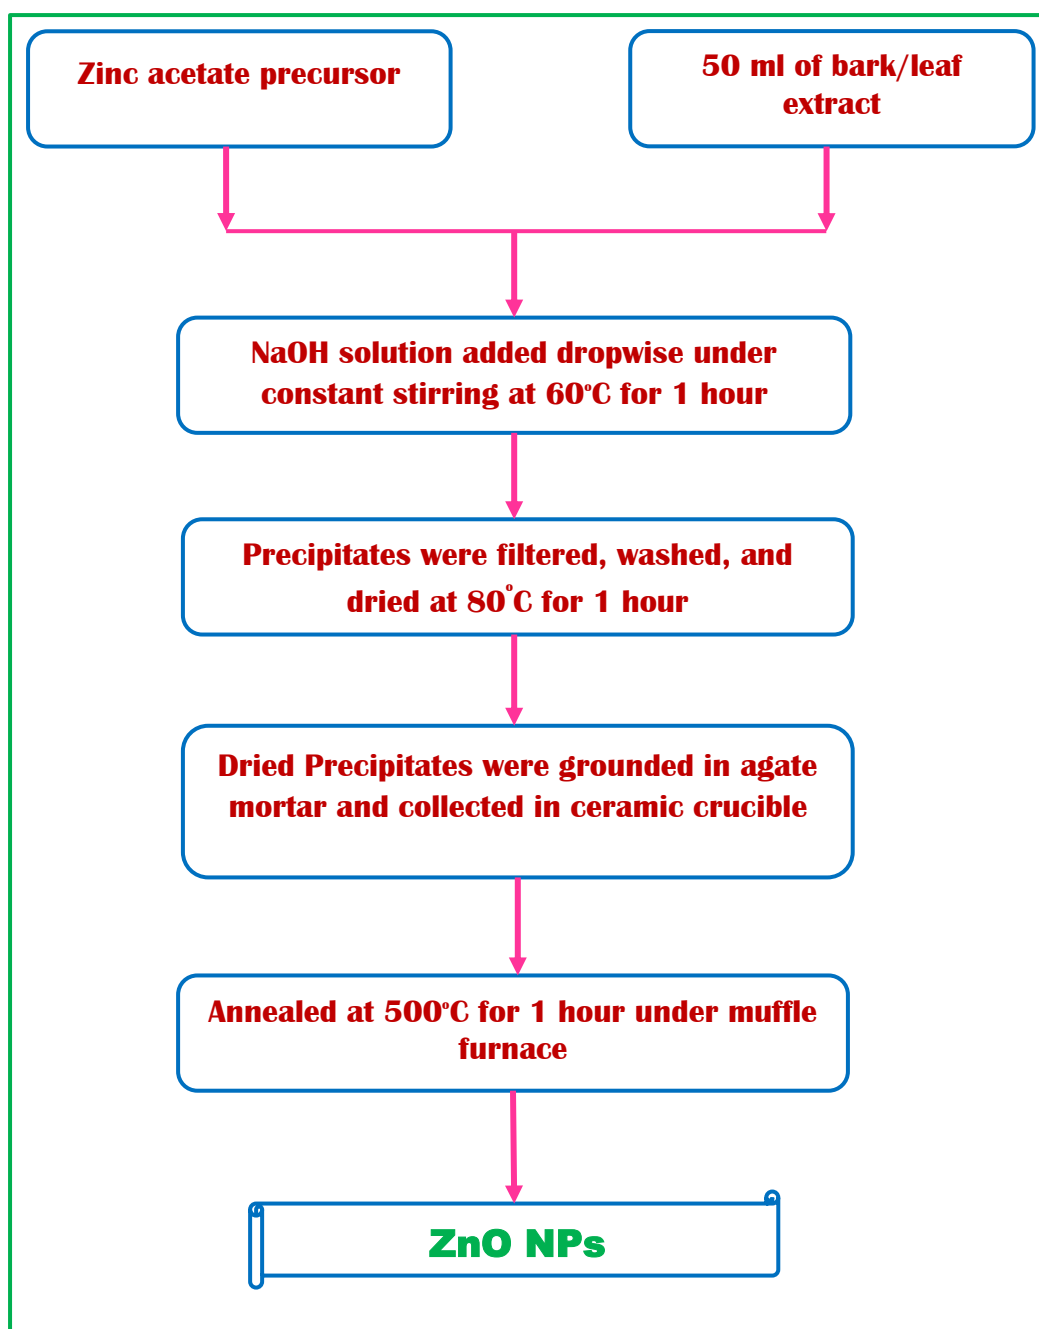 Zinc acetate precursor
50 ml of bark/leaf
extract
NaOH solution added dropwise under
constant stirring at 60°C for 1 hour
Precipitates were filtered, washed, and
dried at 80°C for 1 hour
Dried Precipitates were grounded in agate
mortar and collected in ceramic crucible
Annealed at 500°C for 1 hour under muffle
furnace
ZnO NPs